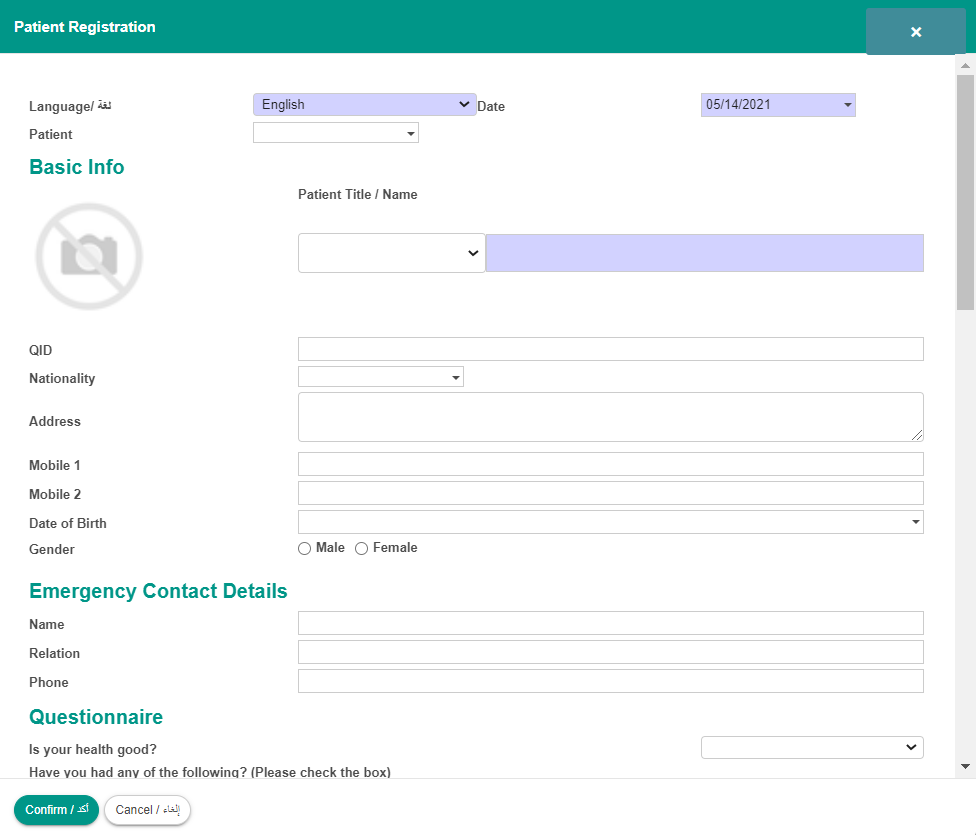 Patient Registration
×
Language/ لغة English Date 05/14/2021
Patient
Basic Info
Patient Title / Name
QID
Nationality
Address
Mobile 1
Mobile 2
Date of Birth
Gender Male Female
Emergency Contact Details
Name
Relation
Phone
Questionnaire
Is your health good?
Have you had any of the following? (Please check the box)
Confirm / أكد Cancel / إلغاء